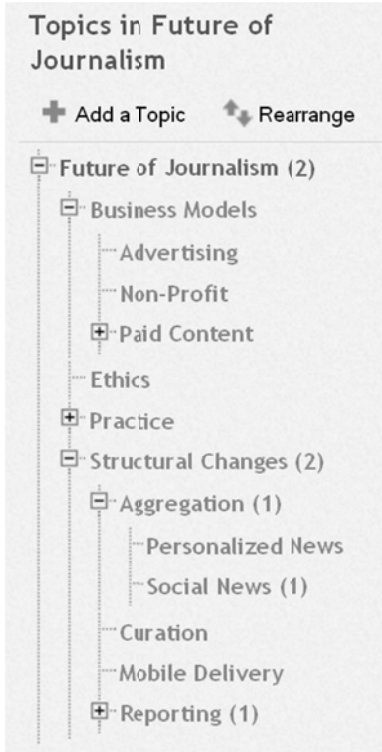 Topics in Future of
Journalism
Add a Topic Rearrange
Future of Journalism (2)
Business Models
Advertising
Non-Profit
Paid Content
Ethics
Practice
Structural Changes (2)
Aggregation (1)
Personalized News
Social News (1)
Curation
Mobile Delivery
Reporting (1)